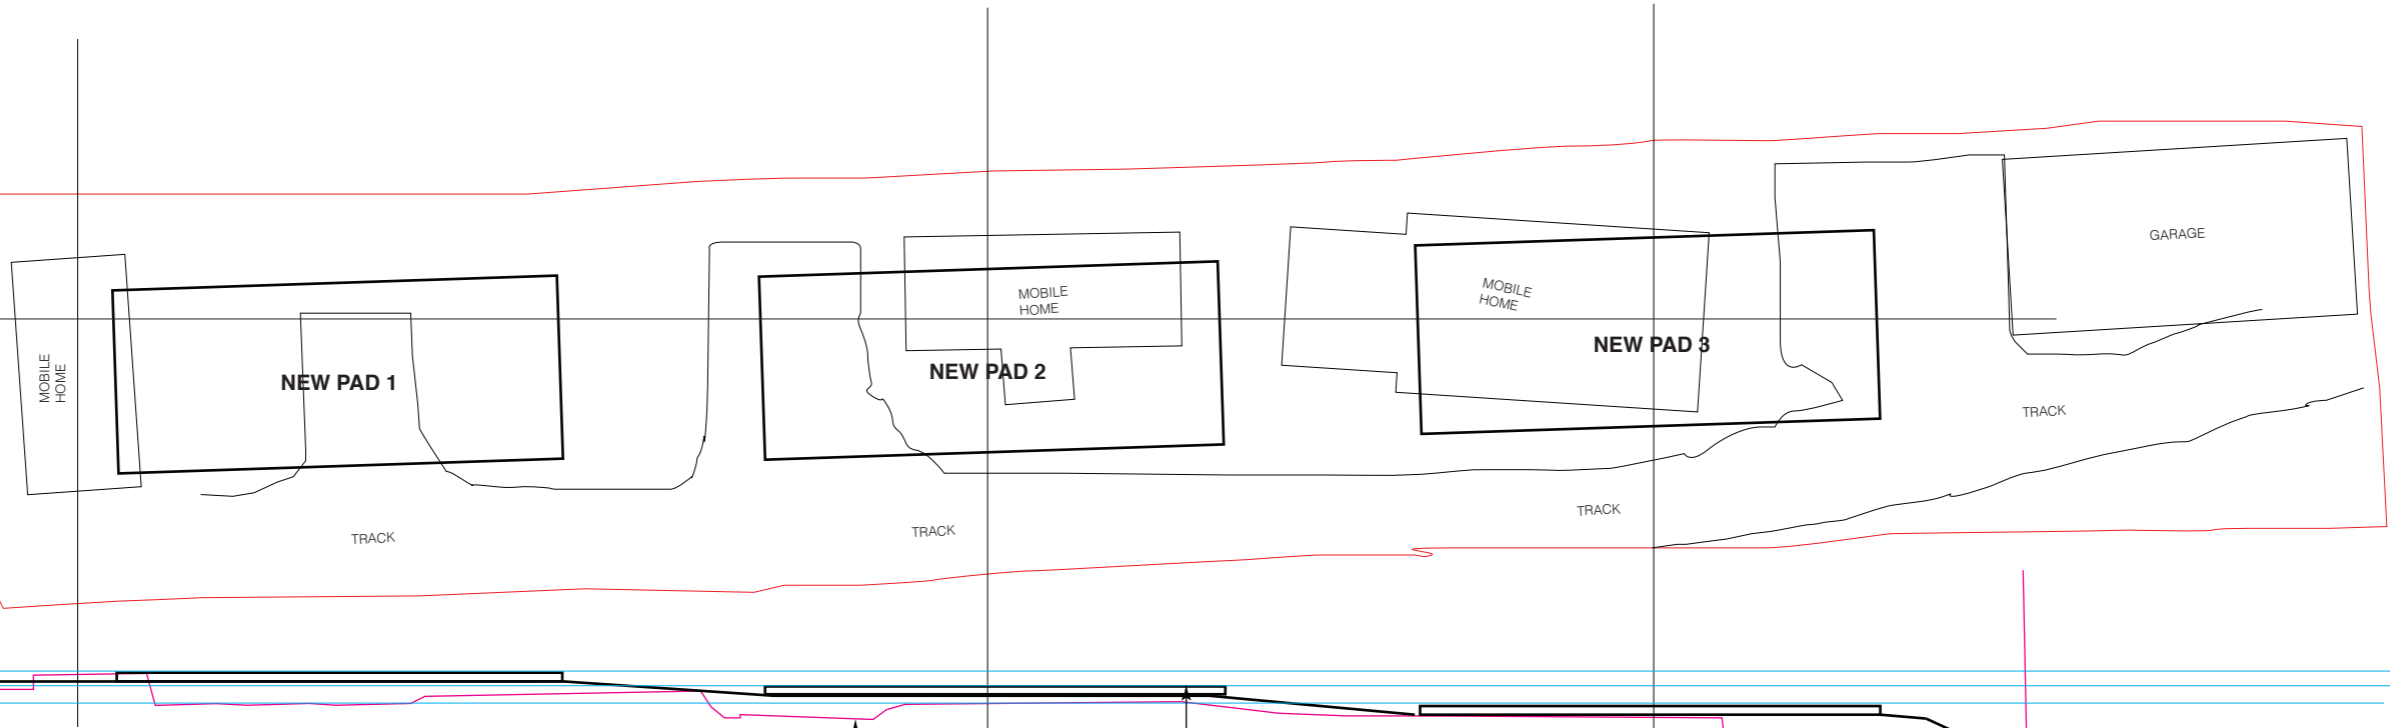 GARAGE
MOBILE
HOME
MOBILE
HOME
NEW PAD 3
MOBILE
HOME
NEW PAD 1
NEW PAD 2
TRACK
TRACK
TRACK
TRACK